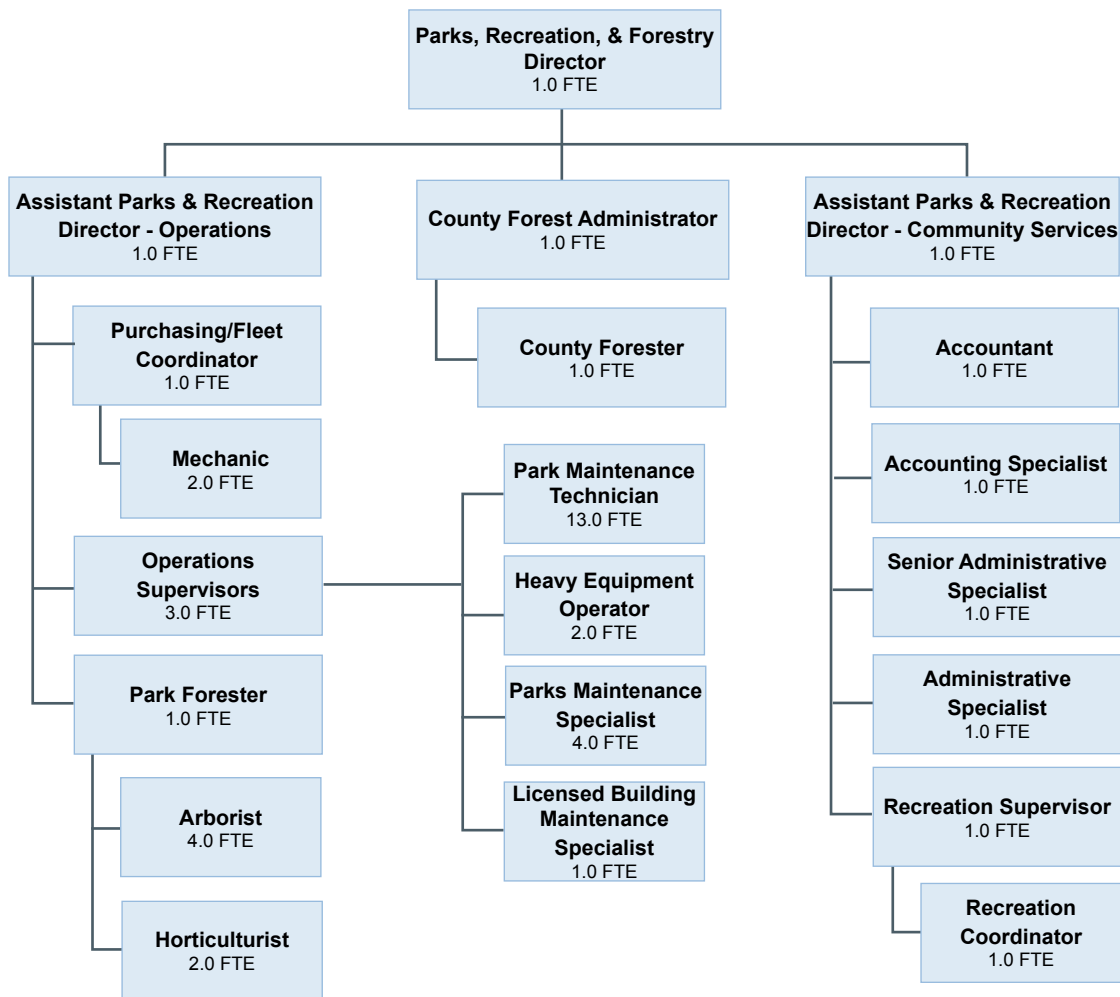 Parks, Recreation, & Forestry
Director
1.0 FTE
Assistant Parks & Recreation
Director - Operations
1.0 FTE
County Forest Administrator
1.0 FTE
Assistant Parks & Recreation
Director - Community Services
1.0 FTE
Purchasing/Fleet
Coordinator
1.0 FTE
Mechanic
2.0 FTE
Operations
Supervisors
3.0 FTE
Park Forester
1.0 FTE
Arborist
4.0 FTE
Horticulturist
2.0 FTE
County Forester
1.0 FTE
Park Maintenance
Technician
13.0 FTE
Heavy Equipment
Operator
2.0 FTE
Parks Maintenance
Specialist
4.0 FTE
Licensed Building
Maintenance
Specialist
1.0 FTE
Accountant
1.0 FTE
Accounting Specialist
1.0 FTE
Senior Administrative
Specialist
1.0 FTE
Administrative
Specialist
1.0 FTE
Recreation Supervisor
1.0 FTE
Recreation
Coordinator
1.0 FTE